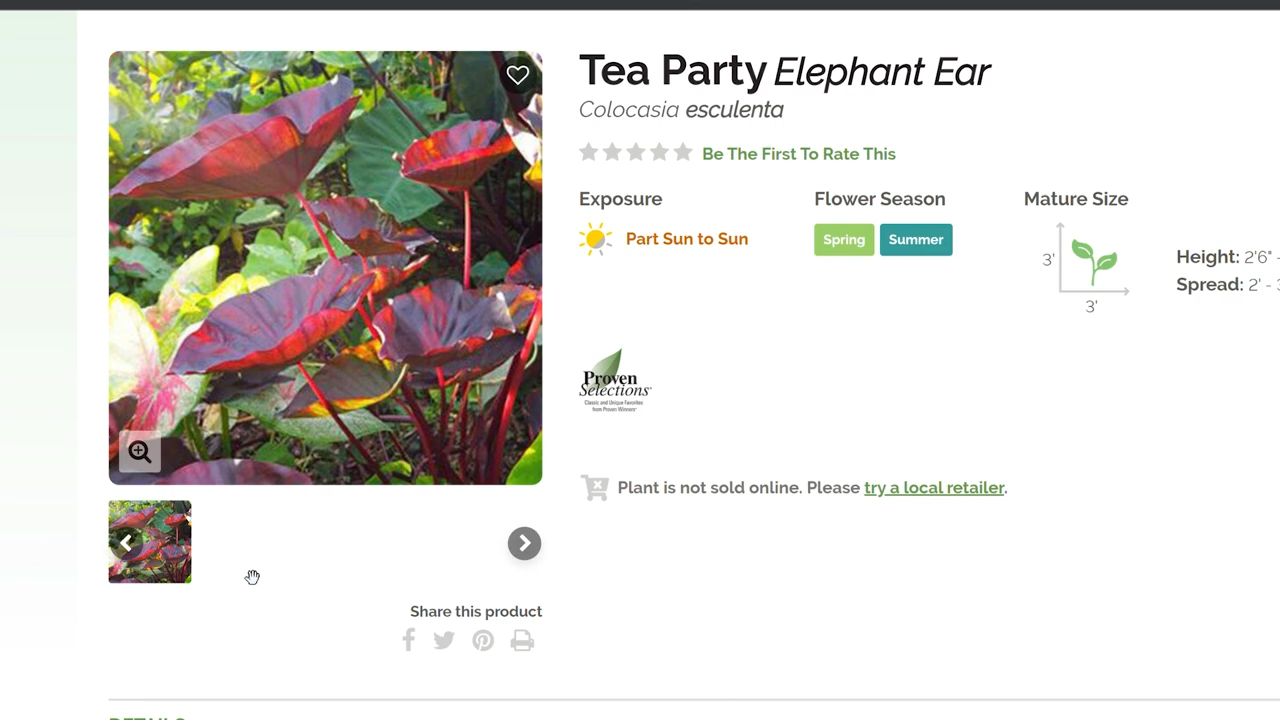 Tea Party Elephant Ear
Colocasia esculenta
Be The First To Rate This
Exposure
Part Sun to Sun
Flower Season
Spring
Summer
Mature Size
3'
3'
Height: 2'6" -
Spread: 2' -
Proven
Selections
Classic and Unique Favorites
from Proven Winners
Plant is not sold online. Please try a local retailer.
Share this product